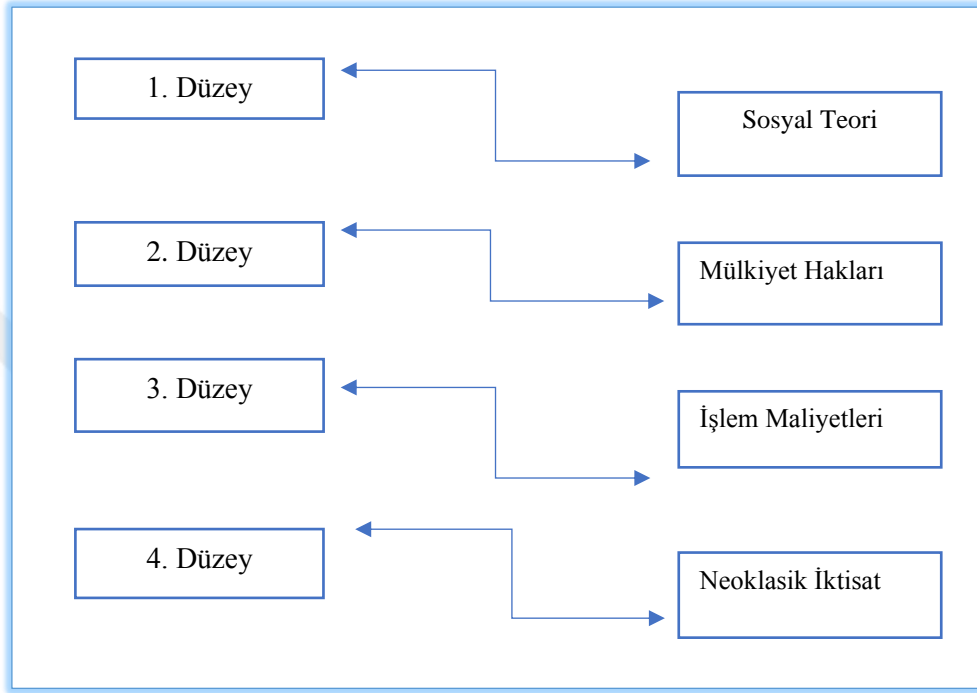 1. Düzey
Sosyal Teori
2. Düzey
Mülkiyet Hakları
3. Düzey
İşlem Maliyetleri
4. Düzey
Neoklasik İktisat